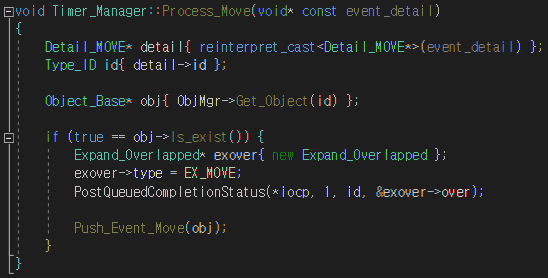 void Timer_Manager::Process_Move(void* const event_detail)
{
    Detail_MOVE* detail{ reinterpret_cast<Detail_MOVE*>(event_detail) };
    Type_ID id{ detail->id };

    Object_Base* obj{ ObjMgr->Get_Object(id) };

    if (true == obj->Is_exist()) {
        Expand_Overlapped* exover{ new Expand_Overlapped };
        exover->type = EX_MOVE;
        PostQueuedCompletionStatus(*iocp, 1, id, &exover->over);

        Push_Event_Move(obj);
    }
}